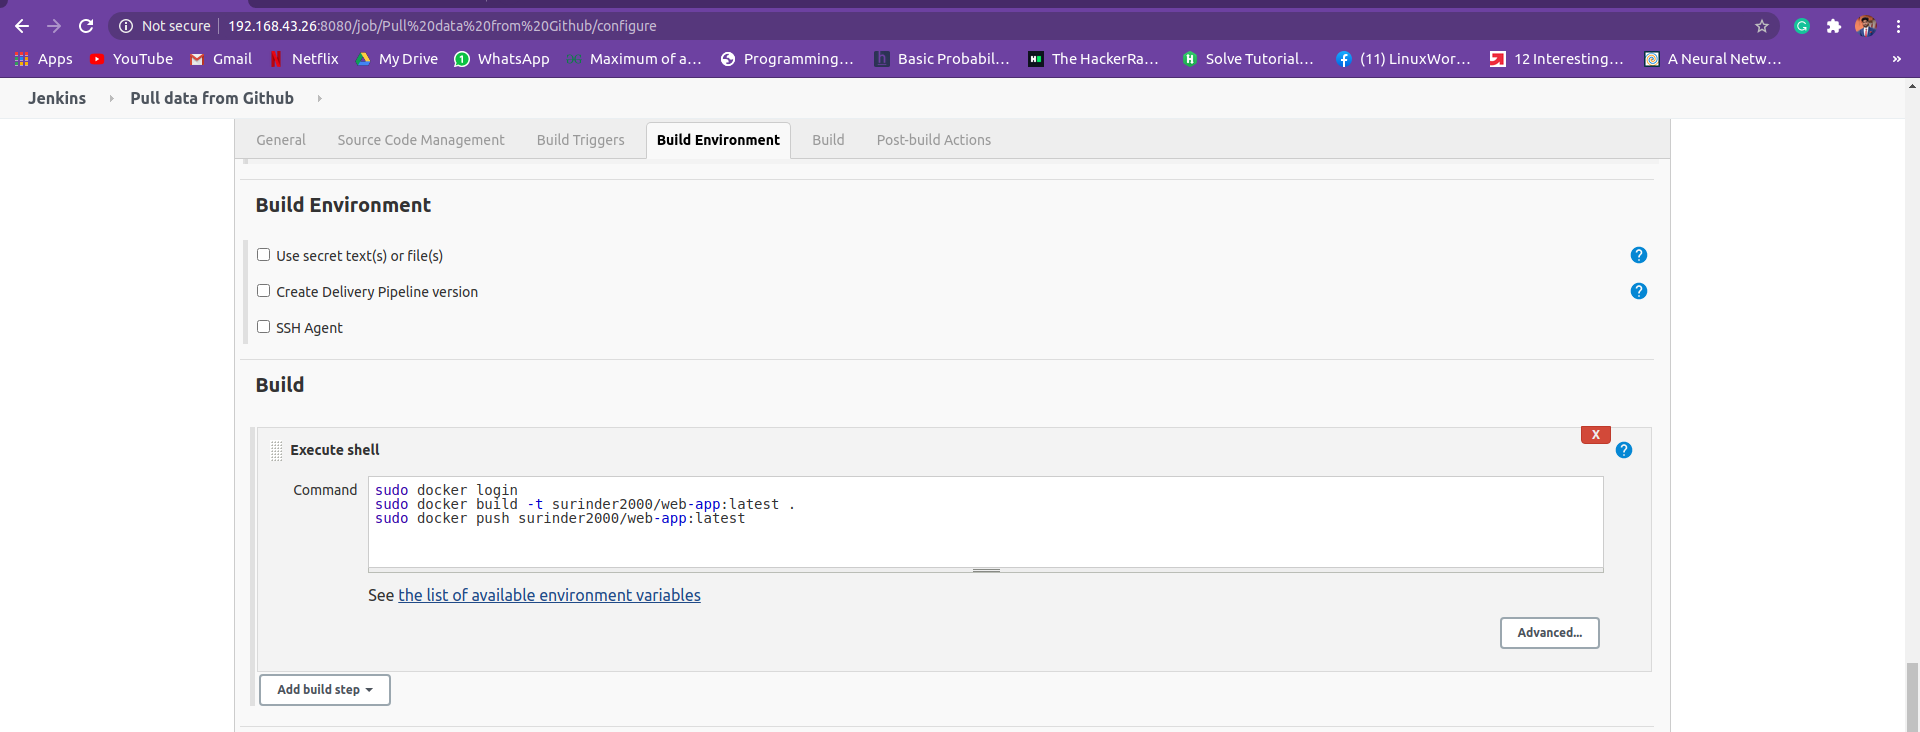 Not secure 192.168.43.26:8080/job/Pull%20data%20from%20Github/configure
Apps YouTube Gmail Netflix My Drive WhatsApp Maximum of a... Programming... Basic Probabil... The HackerRa... Solve Tutorial... (11) LinuxWor... 12 Interesting... A Neural Netw... »
Jenkins Pull data from Github
General Source Code Management Build Triggers Build Environment Build Post-build Actions
Build Environment
Use secret text(s) or file(s) ?
Create Delivery Pipeline version ?
SSH Agent
Build
X
Execute shell ?
Command
sudo docker login
sudo docker build -t surinder2000/web-app:latest .
sudo docker push surinder2000/web-app:latest
See the list of available environment variables
Advanced...
Add build step